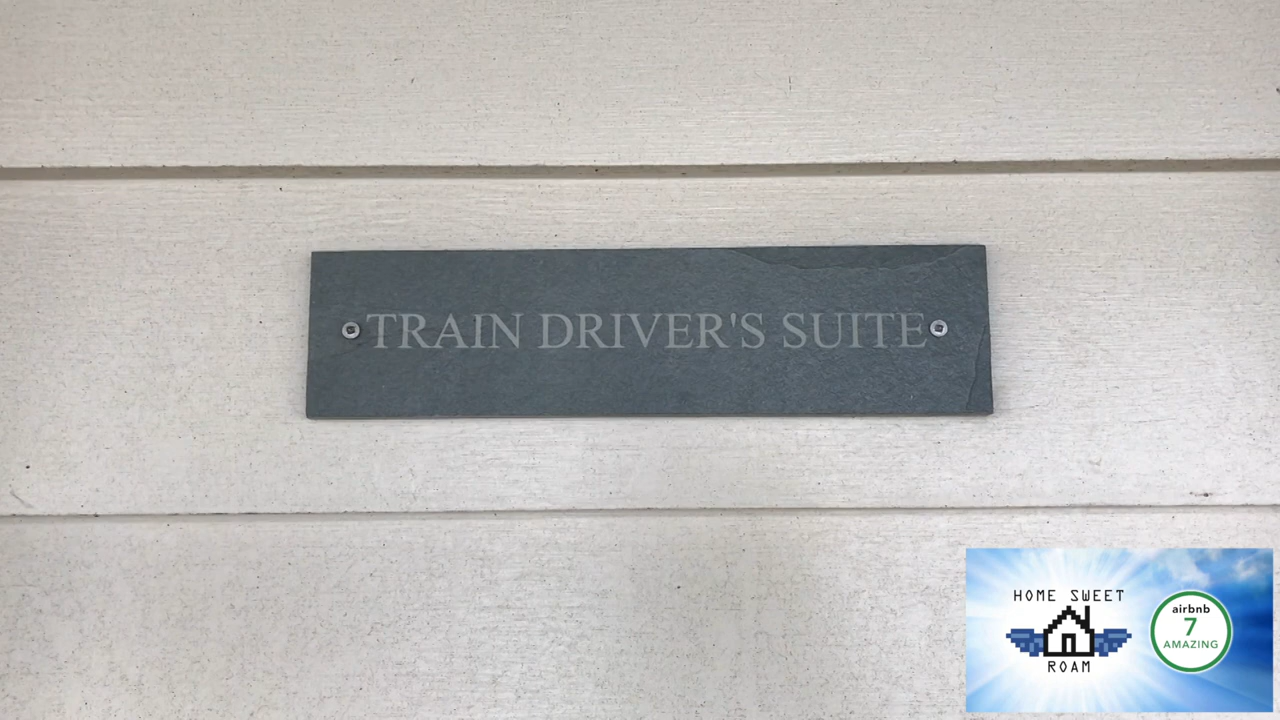 TRAIN DRIVER'S SUITE
HOME SWEET
ROAM
airbnb
7
AMAZING